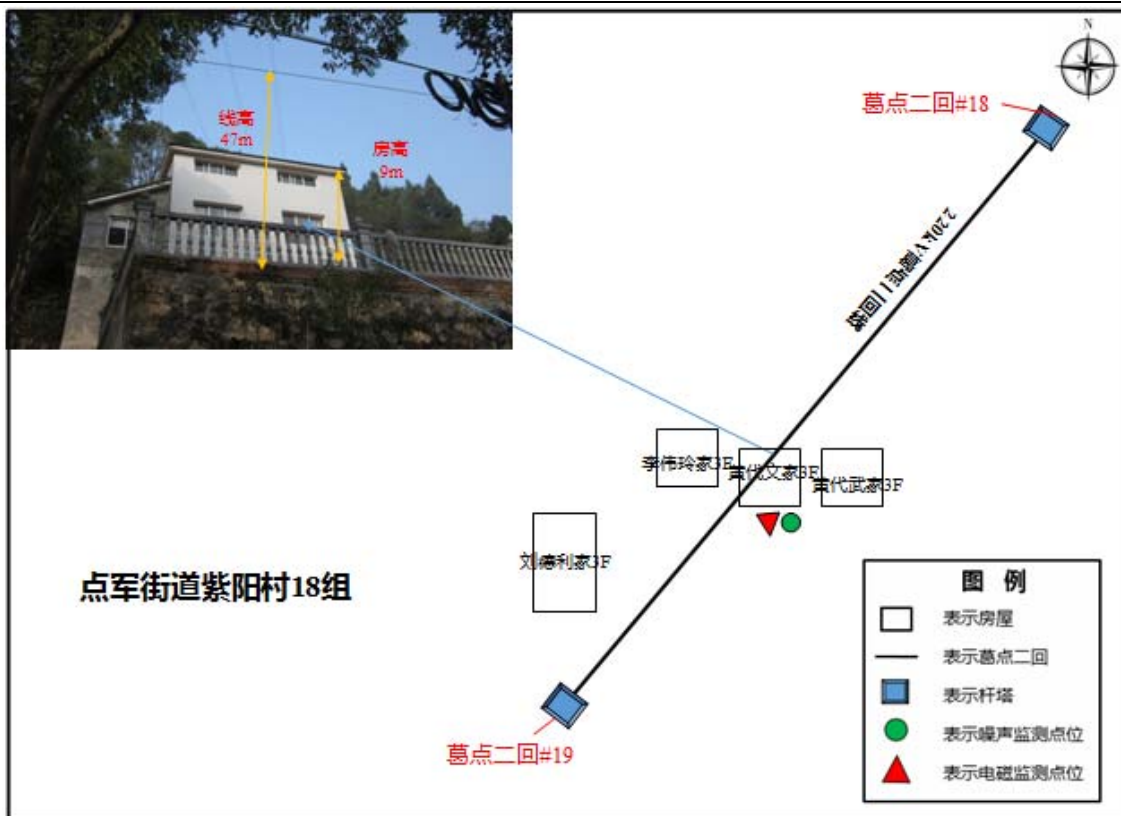 N
葛点二回#18
线高
47m
房高
9m
220kV葛点二回线
李伟玲家3F
黄代文家3F
黄代武家3F
刘德利家3F
点军街道紫阳村18组
葛点二回#19
图 例
表示房屋
表示葛点二回
表示杆塔
表示噪声监测点位
表示电磁监测点位